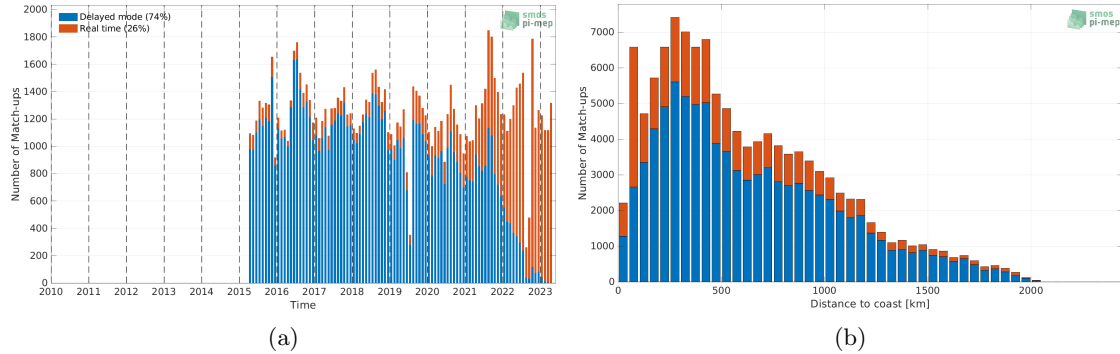 2000
1800
1600
1400
1200
1000
800
600
400
200
0
Number of Match-ups
Delayed mode (74%)
Real time (26%)
smos
pi-mep
2010 2011 2012 2013 2014 2015 2016 2017 2018 2019 2020 2021 2022 2023
Time
(a)
7000
6000
5000
4000
3000
2000
1000
0
Number of Match-ups
smos
pi-mep
0 500 1000 1500 2000
Distance to coast [km]
(b)